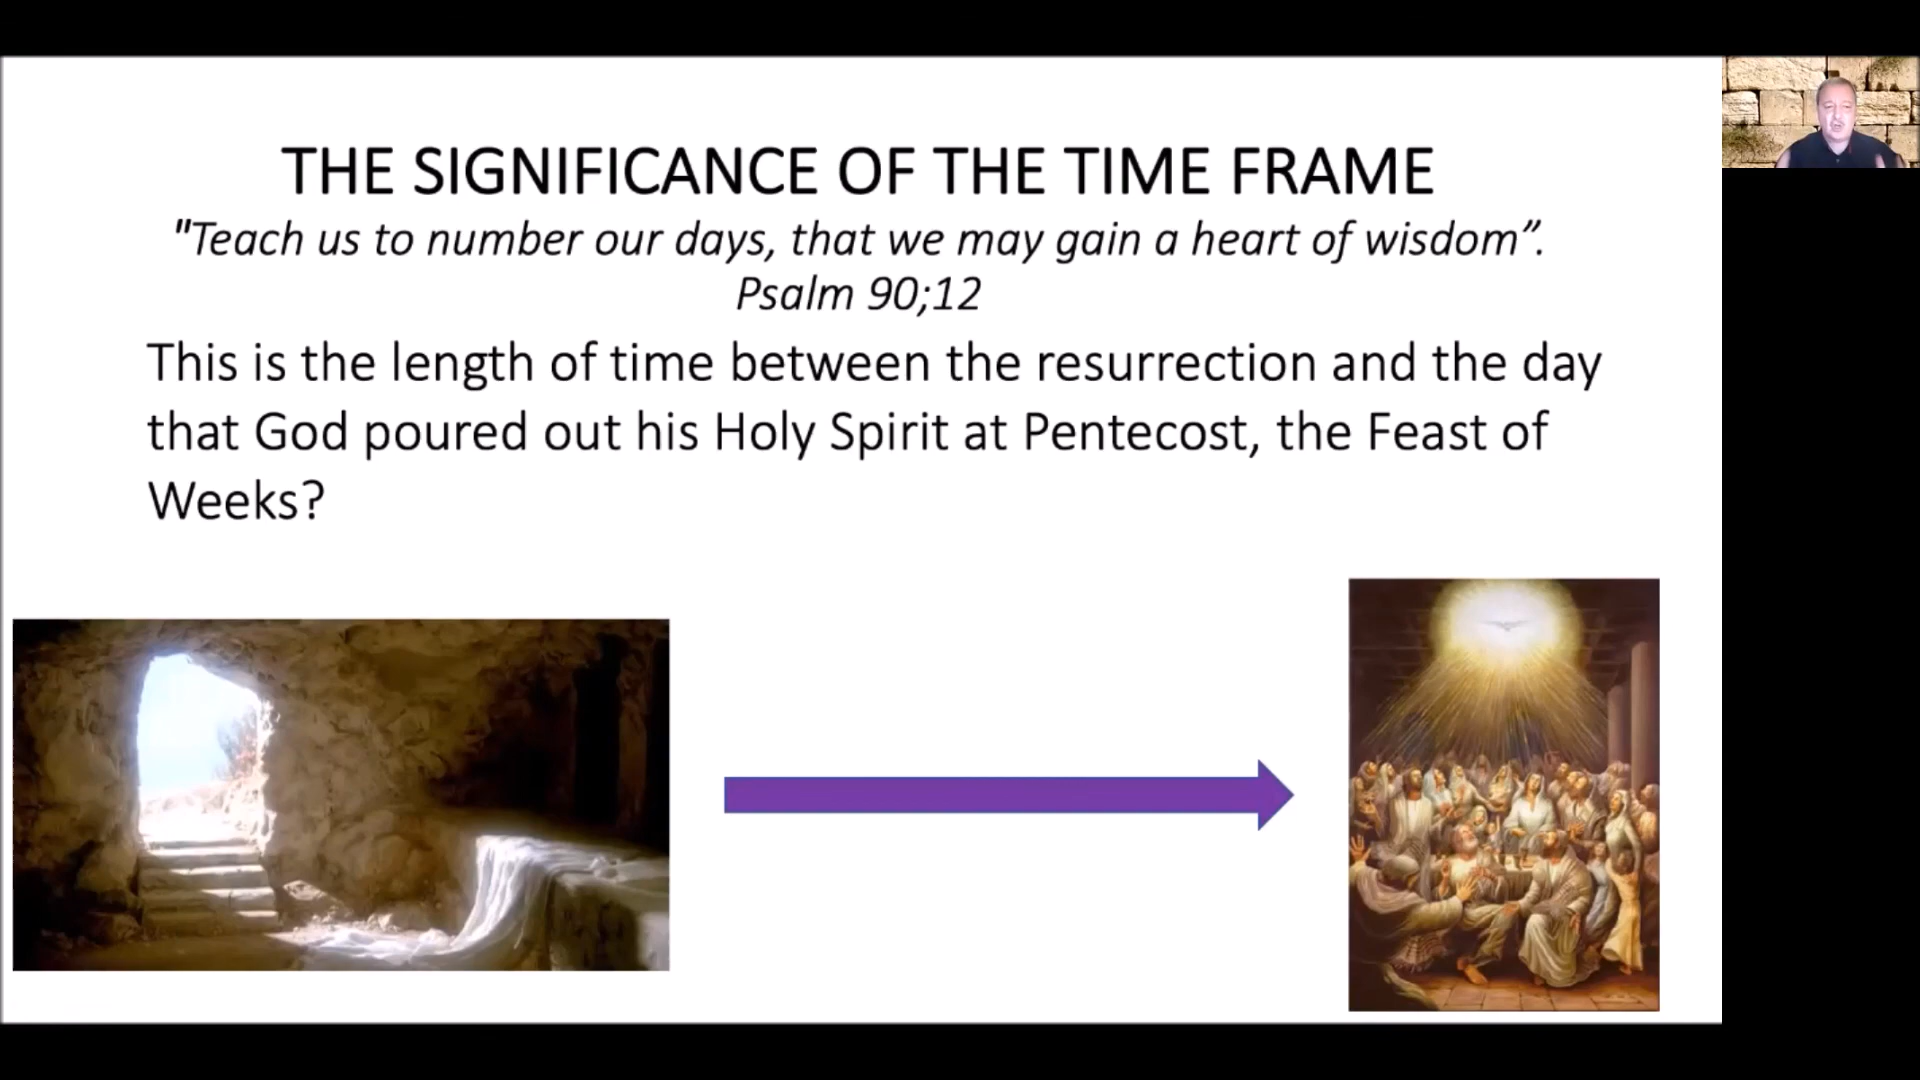 THE SIGNIFICANCE OF THE TIME FRAME
"Teach us to number our days, that we may gain a heart of wisdom”.
Psalm 90;12
This is the length of time between the resurrection and the day
that God poured out his Holy Spirit at Pentecost, the Feast of
Weeks?